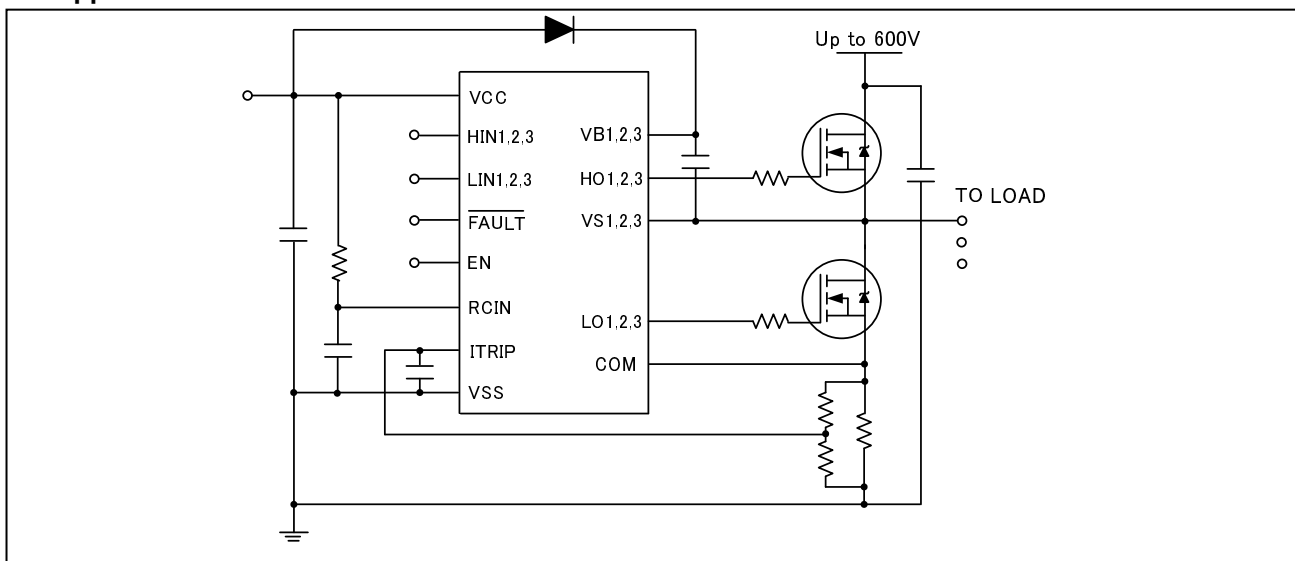 Up to 600V
VCC
HIN1,2,3
LIN1,2,3
FAULT
EN
RCIN
ITRIP
VSS
VB1,2,3
HO1,2,3
VS1,2,3
LO1,2,3
COM
TO LOAD